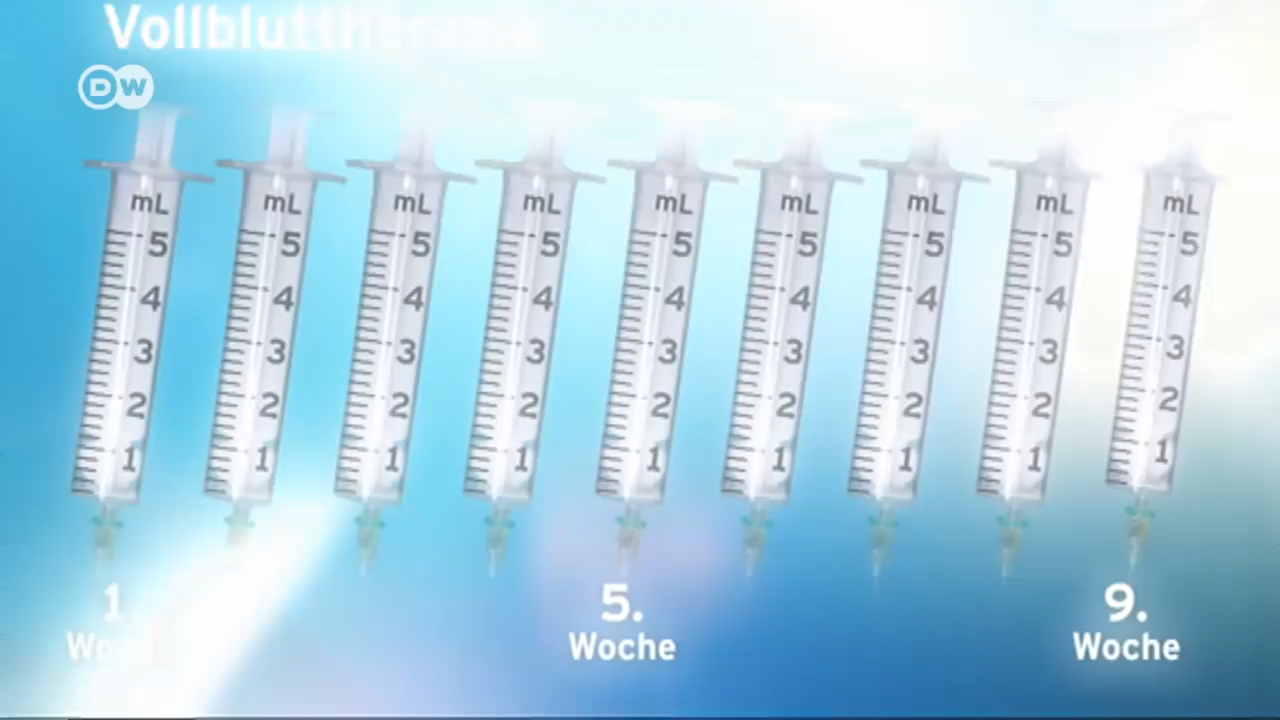 Vollbluttherapie
DW
mL mL mL mL mL mL mL mL mL
5 5 5 5 5 5 5 5 5
4 4 4 4 4 4 4 4 4
3 3 3 3 3 3 3 3 3
2 2 2 2 2 2 2 2 2
1 1 1 1 1 1 1 1 1
1. 5. 9.
Woche Woche Woche